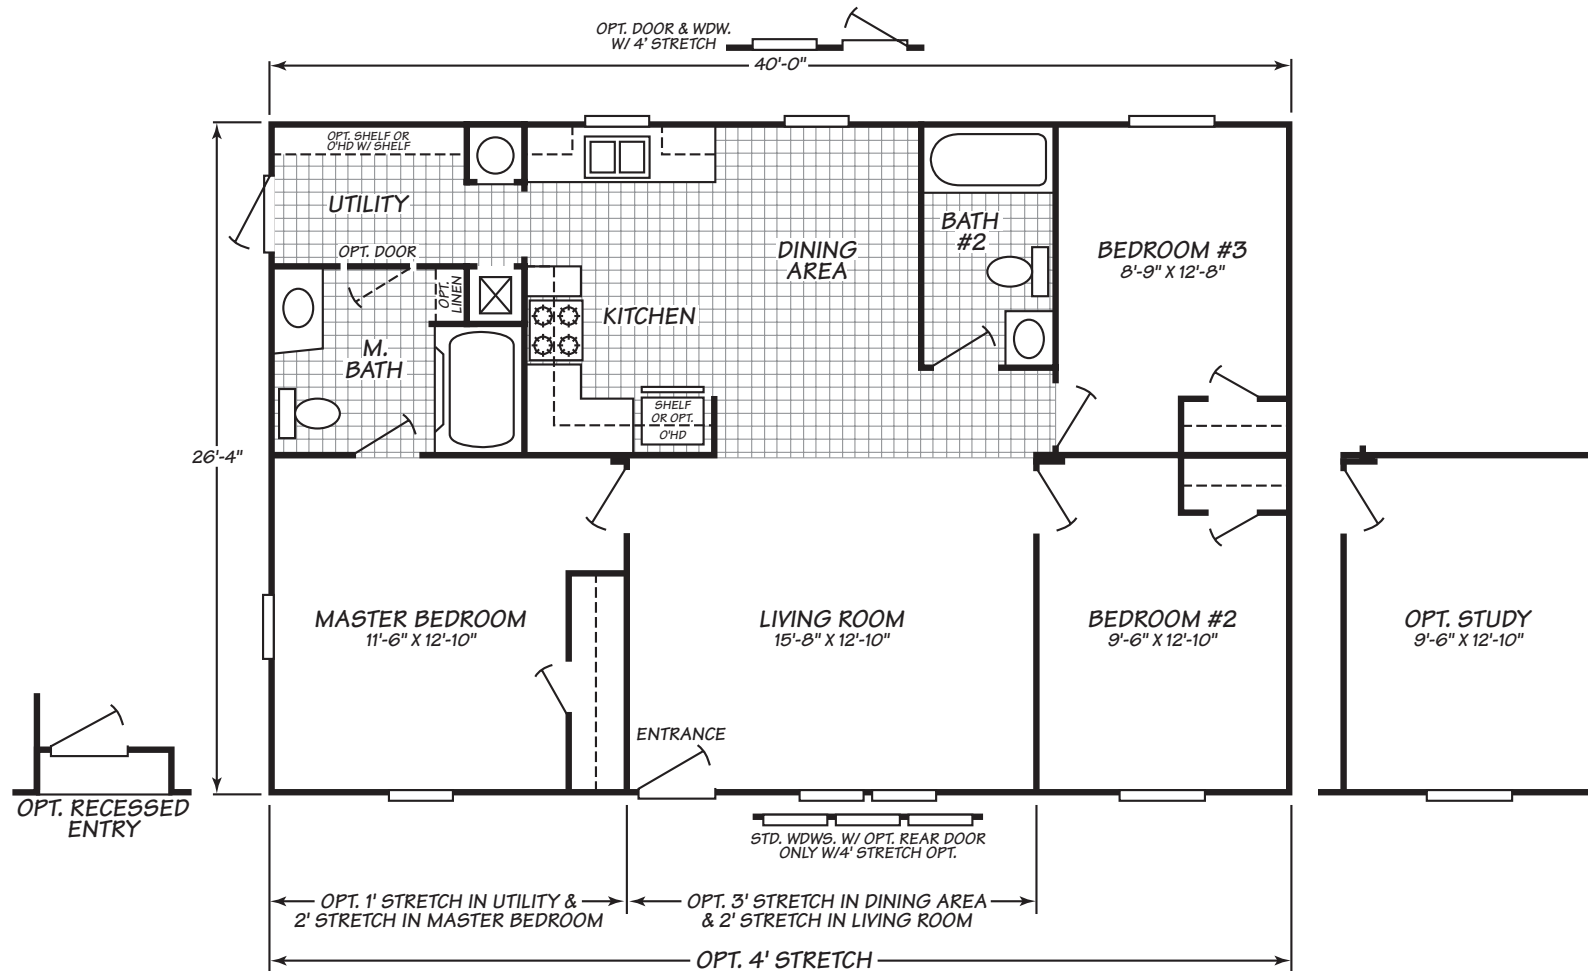 OPT. DOOR & WDW.
W/ 4' STRETCH
40'-0"
OPT. SHELF OR
O'HD W/ SHELF
UTILITY
OPT. DOOR
OPT.
LINEN
M.
BATH
KITCHEN
SHELF
OR OPT.
O'HD
DINING
AREA
BATH
#2
BEDROOM #3
8'-9" X 12'-8"
26'-4"
MASTER BEDROOM
11'-6" X 12'-10"
LIVING ROOM
15'-8" X 12'-10"
BEDROOM #2
9'-6" X 12'-10"
OPT. STUDY
9'-6" X 12'-10"
ENTRANCE
OPT. RECESSED
ENTRY
STD. WDWS. W/ OPT. REAR DOOR
ONLY W/4' STRETCH OPT.
OPT. 1' STRETCH IN UTILITY &
2' STRETCH IN MASTER BEDROOM
OPT. 3' STRETCH IN DINING AREA
& 2' STRETCH IN LIVING ROOM
OPT. 4' STRETCH